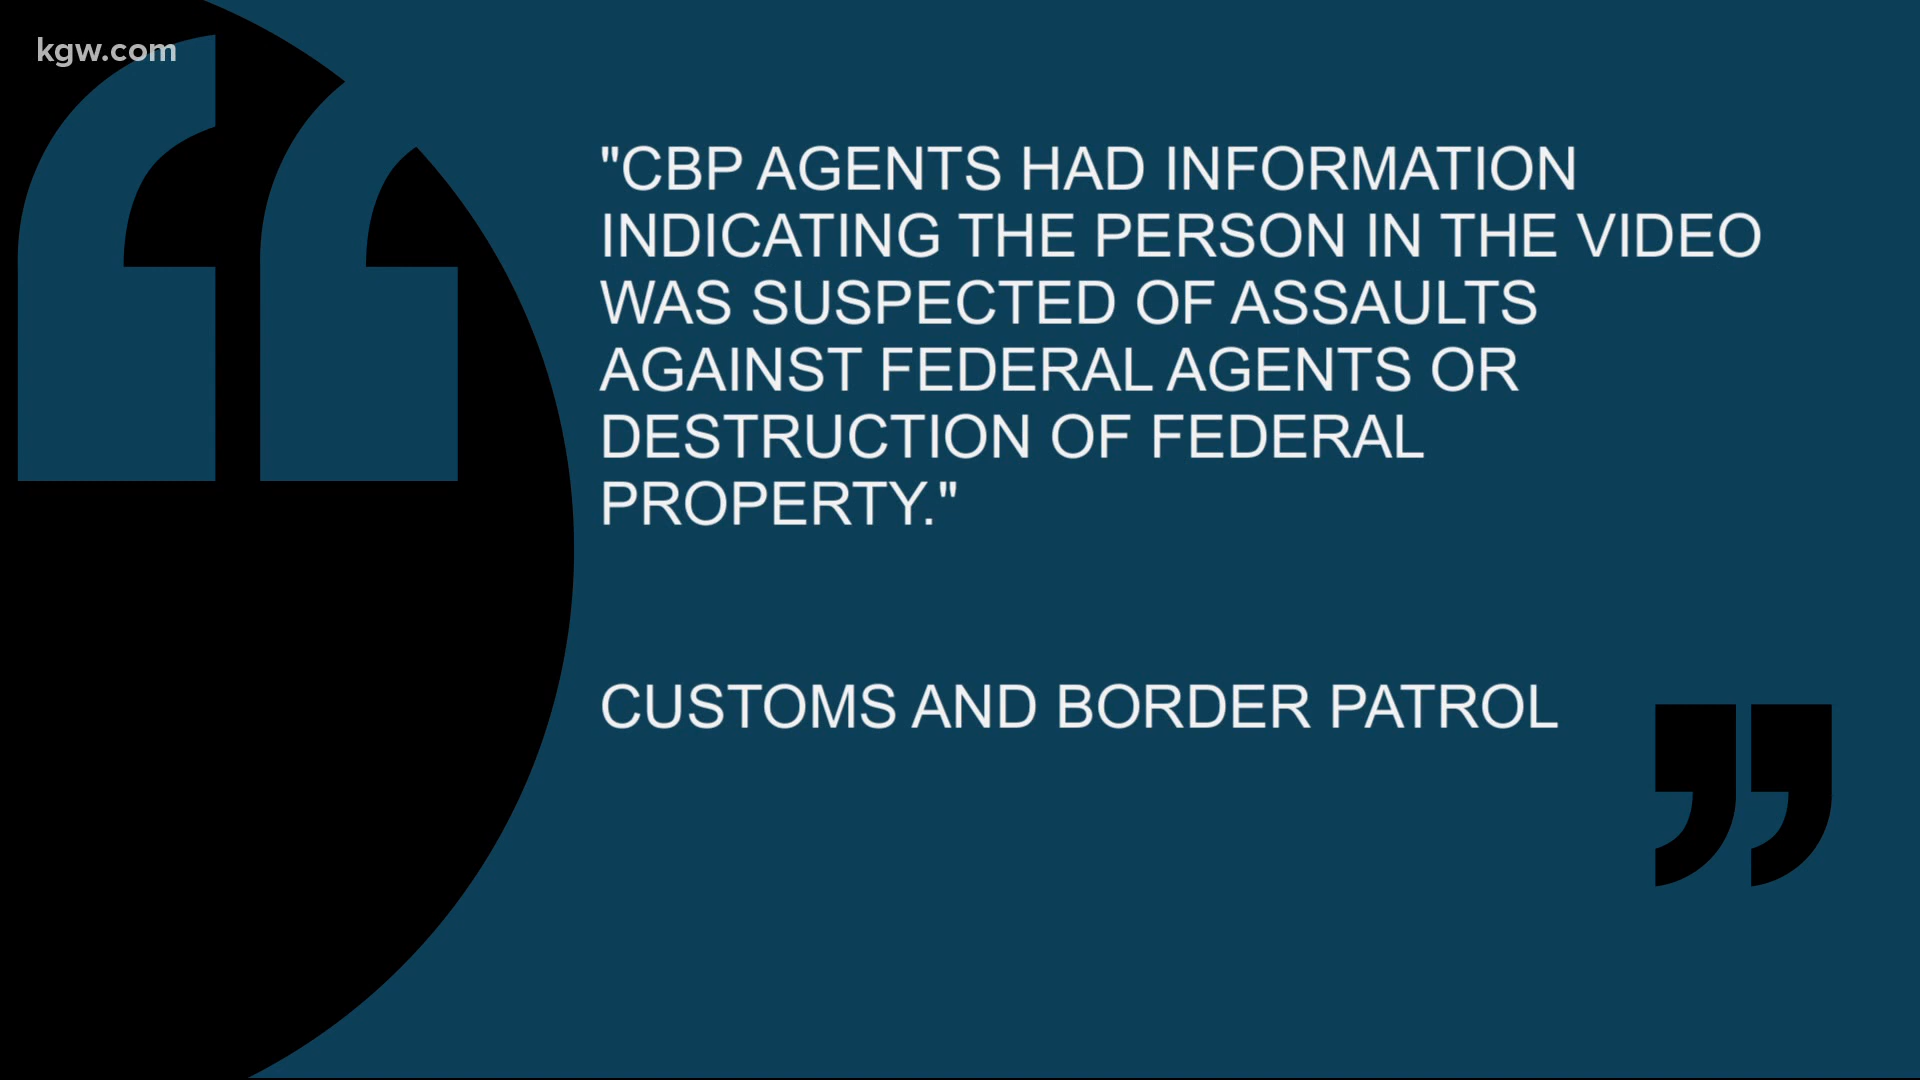 kgw.com
"CBP AGENTS HAD INFORMATION
INDICATING THE PERSON IN THE VIDEO
WAS SUSPECTED OF ASSAULTS
AGAINST FEDERAL AGENTS OR
DESTRUCTION OF FEDERAL
PROPERTY."
CUSTOMS AND BORDER PATROL